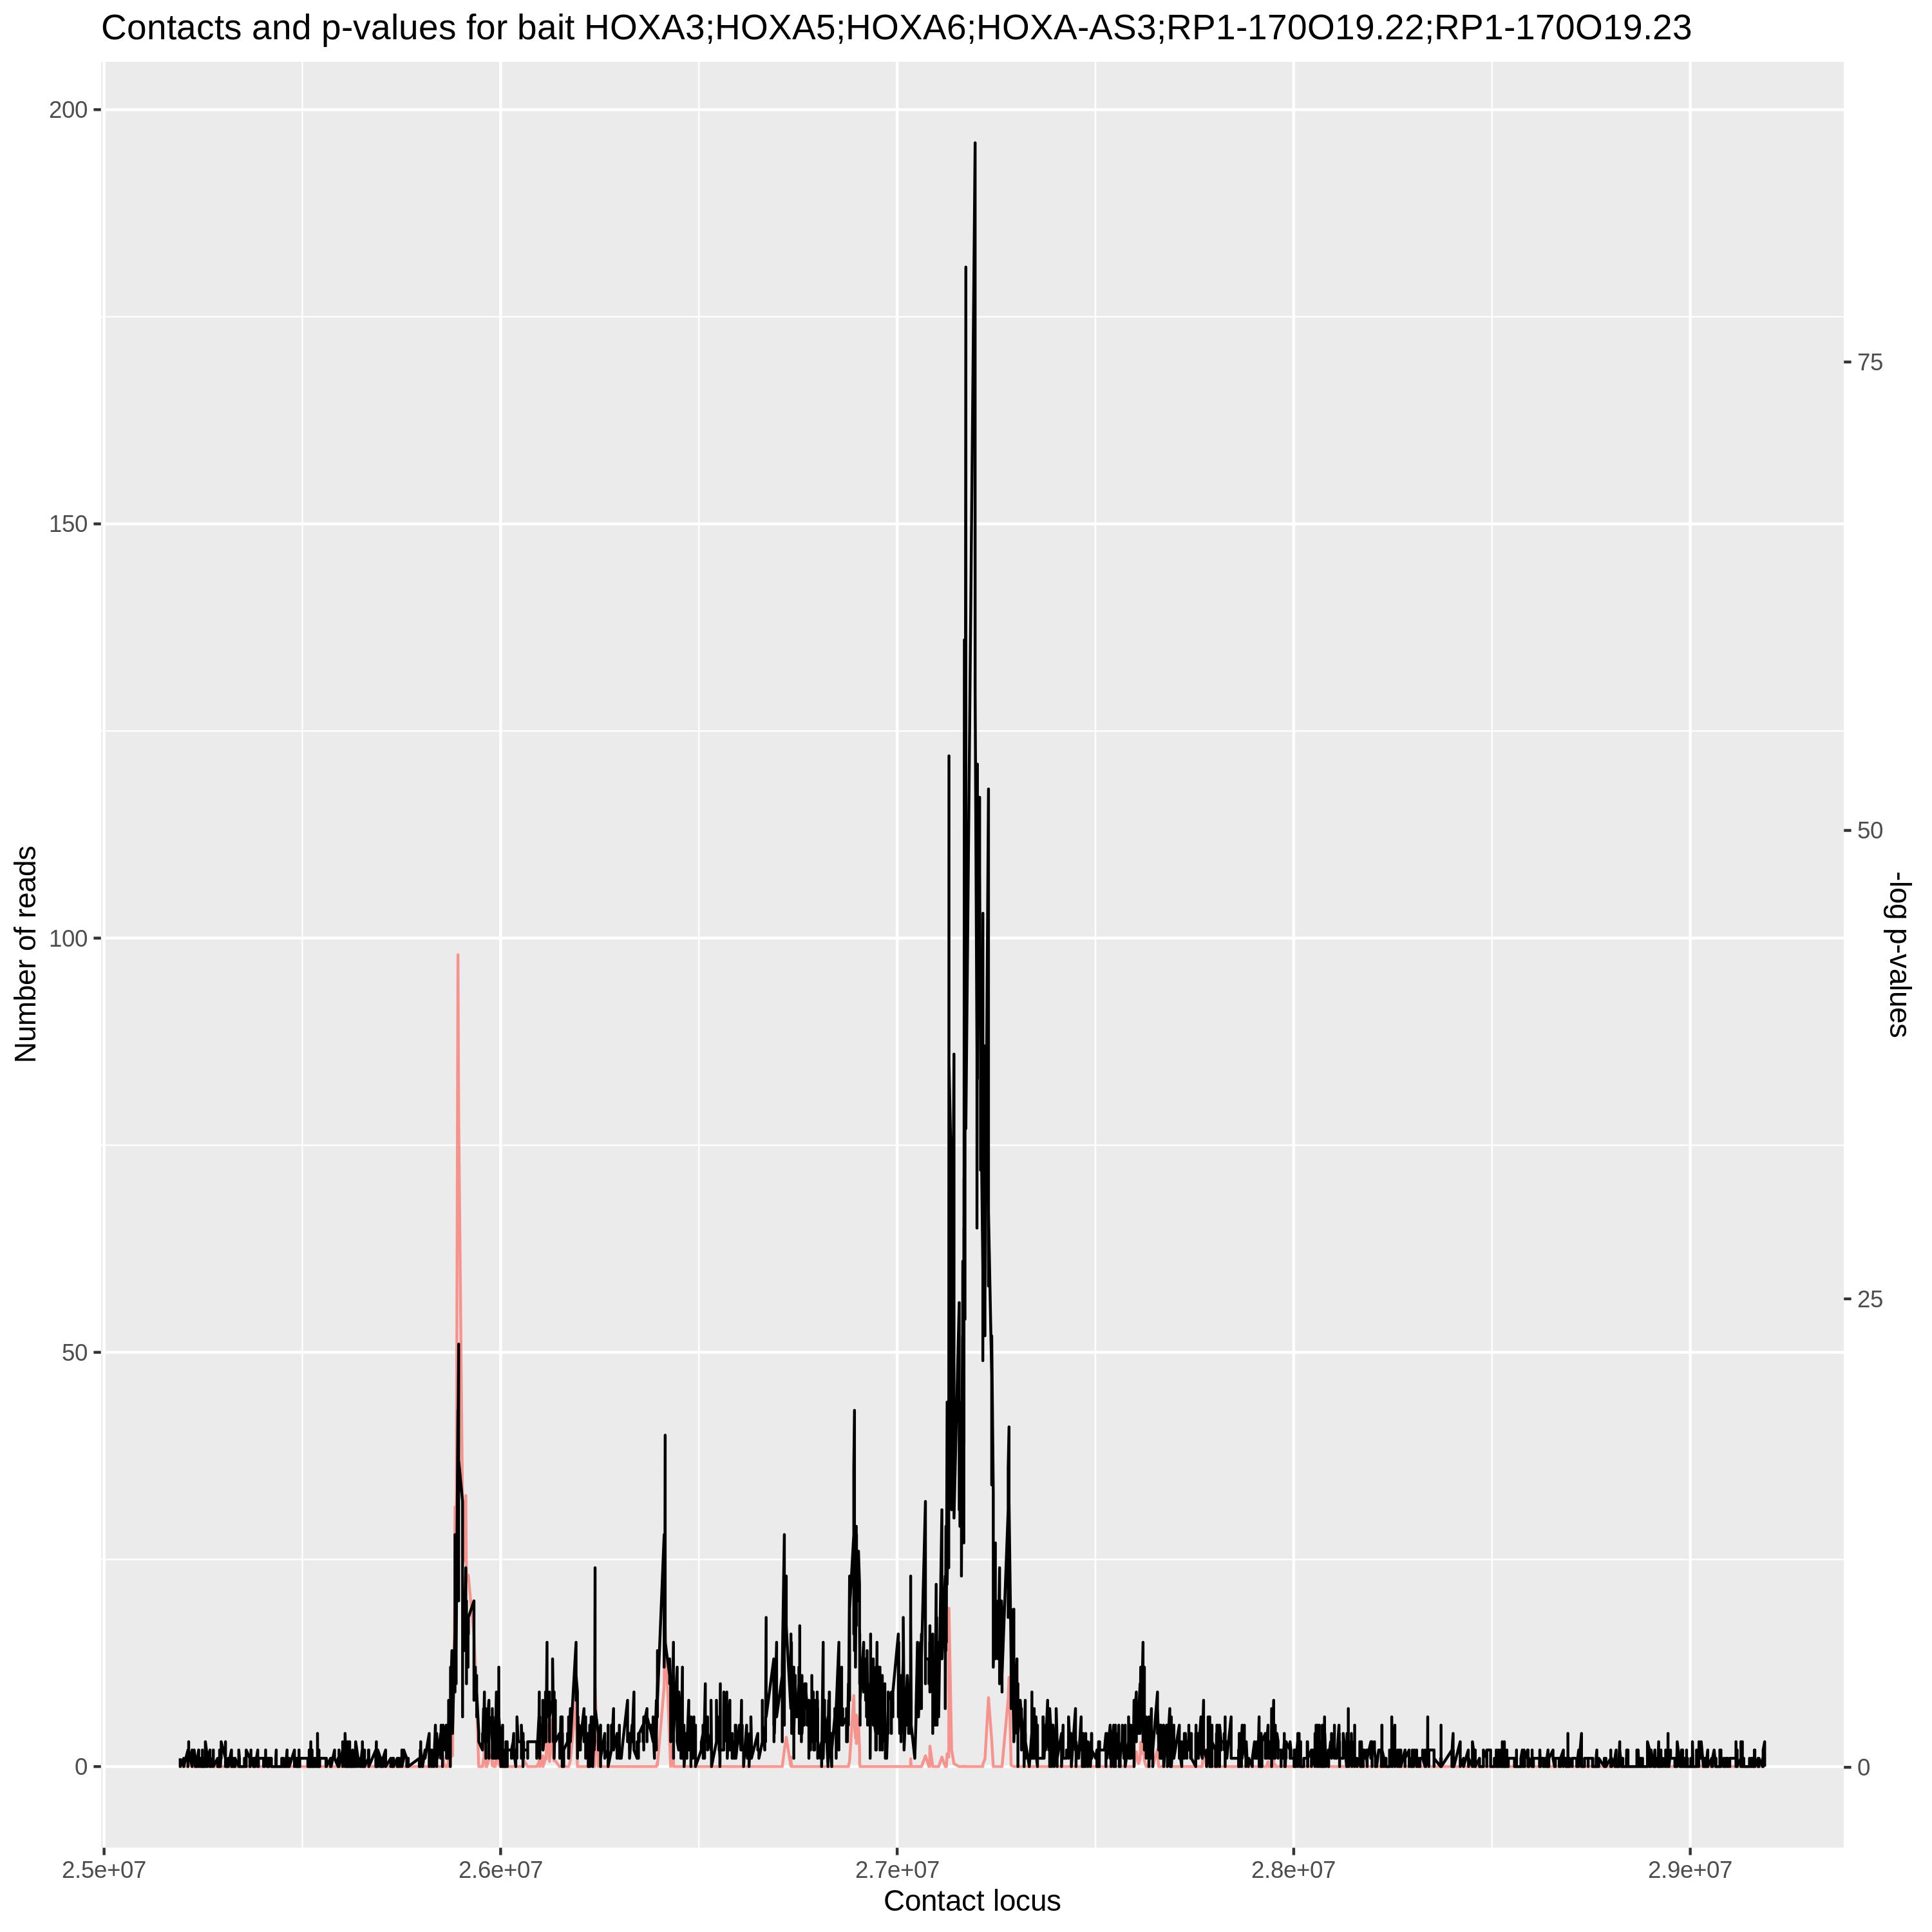 Contacts and p-values for bait HOXA3;HOXA5;HOXA6;HOXA-AS3;RP1-170O19.22;RP1-170O19.23
200
150
100
50
0
Number of reads
75
50
25
0
-log p-values
2.5e+07
2.6e+07
2.7e+07
2.8e+07
2.9e+07
Contact locus